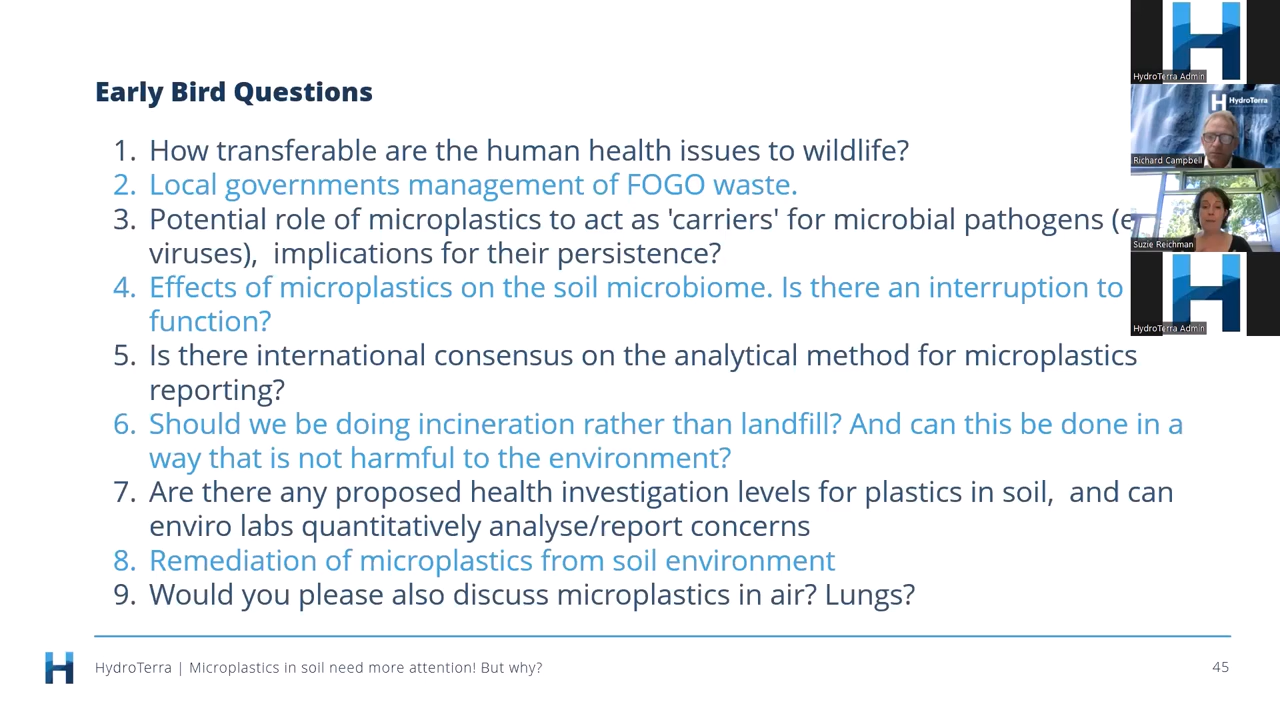 Early Bird Questions
1. How transferable are the human health issues to wildlife?
2. Local governments management of FOGO waste.
3. Potential role of microplastics to act as 'carriers' for microbial pathogens (e
viruses), implications for their persistence?
4. Effects of microplastics on the soil microbiome. Is there an interruption to
function?
5. Is there international consensus on the analytical method for microplastics
reporting?
6. Should we be doing incineration rather than landfill? And can this be done in a
way that is not harmful to the environment?
7. Are there any proposed health investigation levels for plastics in soil, and can
enviro labs quantitatively analyse/report concerns
8. Remediation of microplastics from soil environment
9. Would you please also discuss microplastics in air? Lungs?
HydroTerra | Microplastics in soil need more attention! But why?
45
HydroTerra Admin
HydroTerra
Richard Campbell
Suzie Reichman
HydroTerra Admin